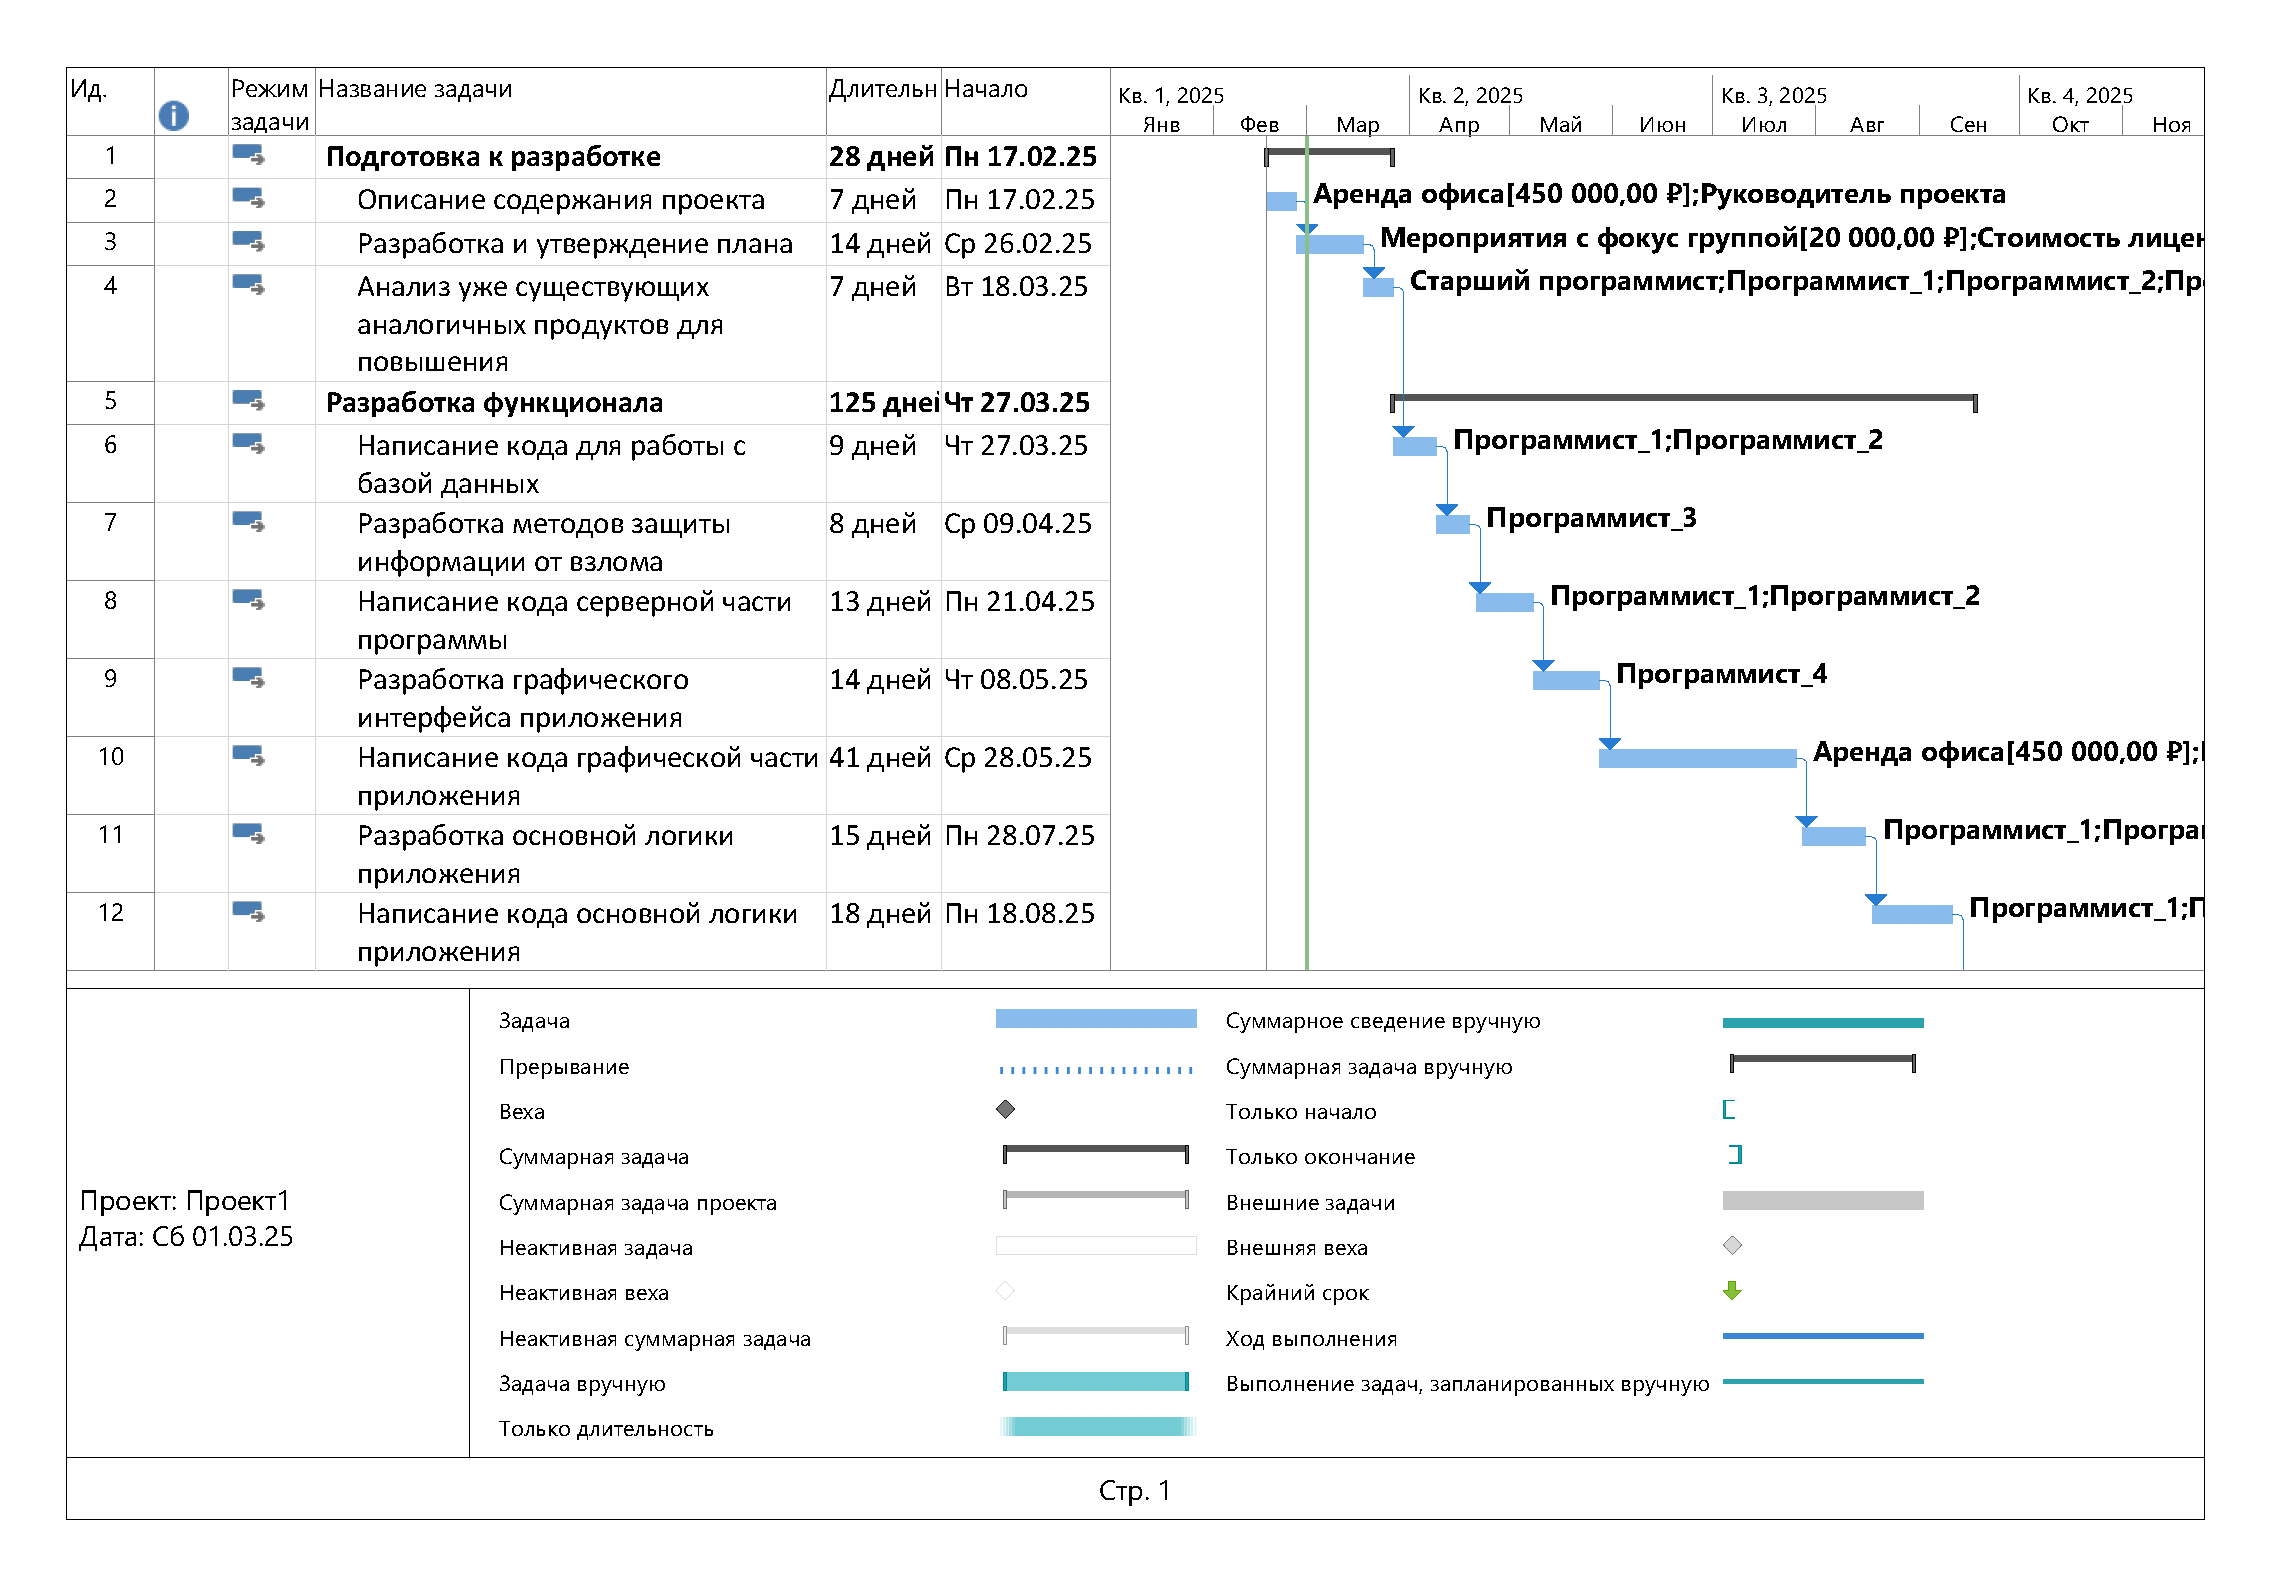 Ид.
Режим задачи
Название задачи
Длительн
Начало
Кв. 1, 2025
Кв. 2, 2025
Кв. 3, 2025
Кв. 4, 2025
Янв
Фев
Мар
Апр
Май
Июн
Июл
Авг
Сен
Окт
Ноя
1
Подготовка к разработке
28 дней
Пн 17.02.25
2
Описание содержания проекта
7 дней
Пн 17.02.25
Аренда офиса[450 000,00 ₽];Руководитель проекта
3
Разработка и утверждение плана
14 дней
Ср 26.02.25
Мероприятия с фокус группой[20 000,00 ₽];Стоимость лицен
4
Анализ уже существующих
аналогичных продуктов для
повышения
7 дней
Вт 18.03.25
Старший программист;Программист_1;Программист_2;Пр
5
Разработка функционала
125 дней
Чт 27.03.25
6
Написание кода для работы с
базой данных
9 дней
Чт 27.03.25
Программист_1;Программист_2
7
Разработка методов защиты
информации от взлома
8 дней
Ср 09.04.25
Программист_3
8
Написание кода серверной части
программы
13 дней
Пн 21.04.25
Программист_1;Программист_2
9
Разработка графического
интерфейса приложения
14 дней
Чт 08.05.25
Программист_4
10
Написание кода графической части
приложения
41 дней
Ср 28.05.25
Аренда офиса[450 000,00 ₽];
11
Разработка основной логики
приложения
15 дней
Пн 28.07.25
Программист_1;Програ
12
Написание кода основной логики
приложения
18 дней
Пн 18.08.25
Программист_1;П
Проект: Проект1
Дата: Сб 01.03.25
Задача
Прерывание
Веха
Суммарная задача
Суммарная задача проекта
Неактивная задача
Неактивная веха
Неактивная суммарная задача
Задача вручную
Только длительность
Суммарное сведение вручную
Суммарная задача вручную
Только начало
Только окончание
Внешние задачи
Внешняя веха
Крайний срок
Ход выполнения
Выполнение задач, запланированных вручную
Стр. 1